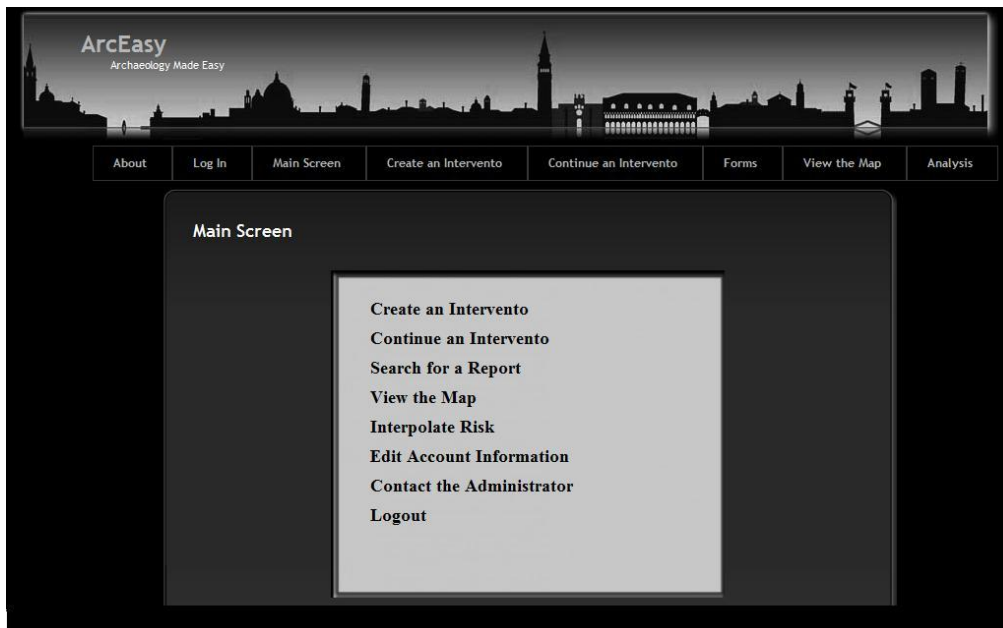 ArcEasy
Archaeology Made Easy
About Log In Main Screen Create an Intervento Continue an Intervento Forms View the Map Analysis
Main Screen
Create an Intervento
Continue an Intervento
Search for a Report
View the Map
Interpolate Risk
Edit Account Information
Contact the Administrator
Logout